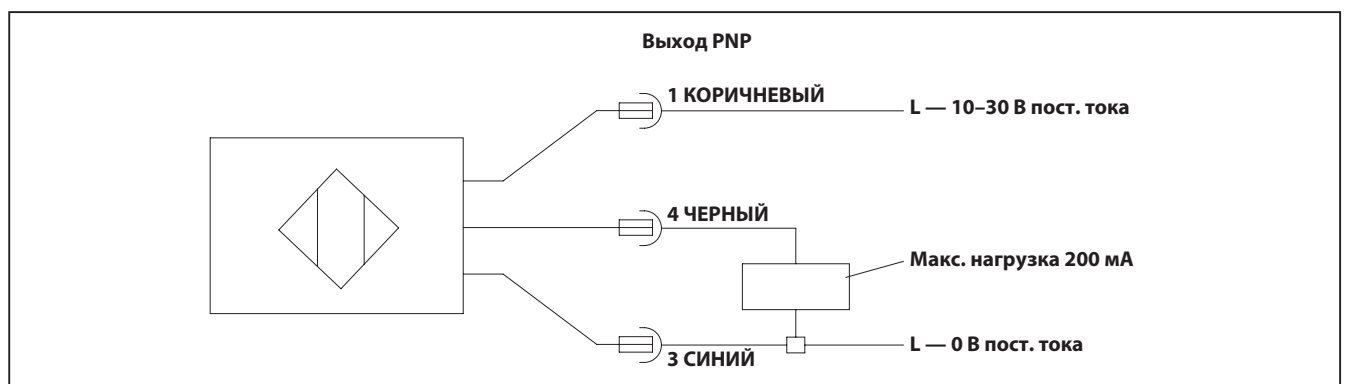 Выход PNP
1 КОРИЧНЕВЫЙ
L — 10–30 В пост. тока
4 ЧЕРНЫЙ
Макс. нагрузка 200 мА
L — 0 В пост. тока
3 СИНИЙ